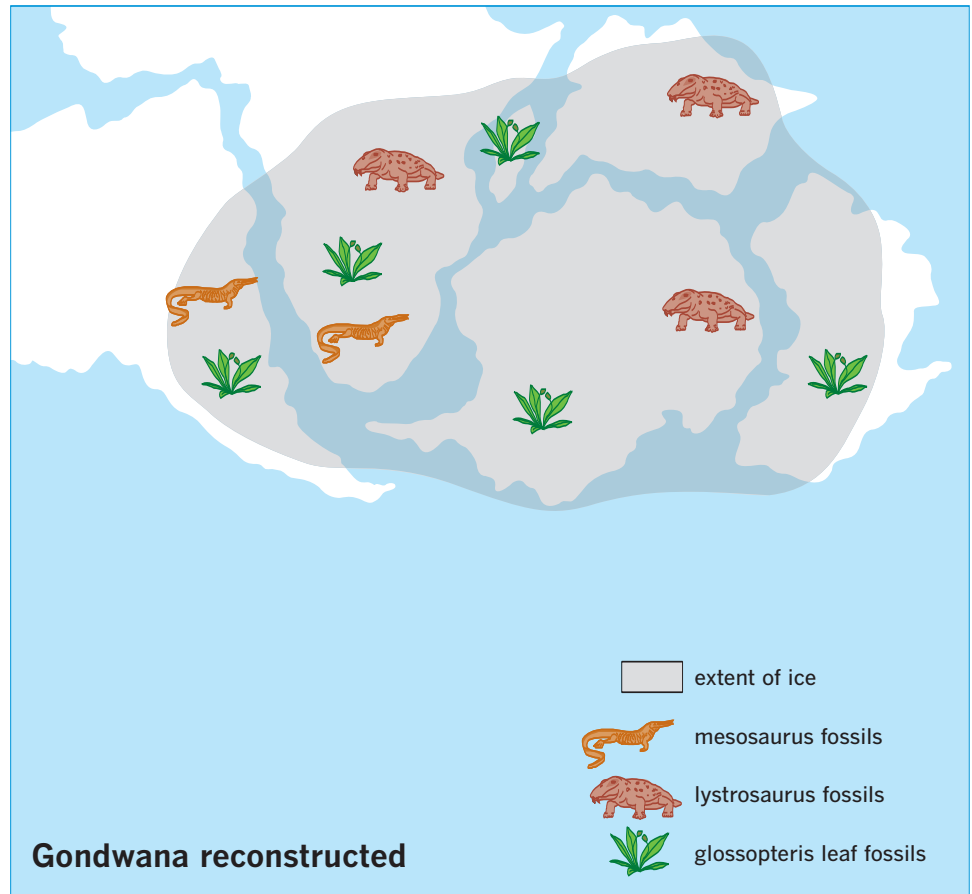 extent of ice
mesosaurus fossils
lystrosaurus fossils
glossopteris leaf fossils
Gondwana reconstructed